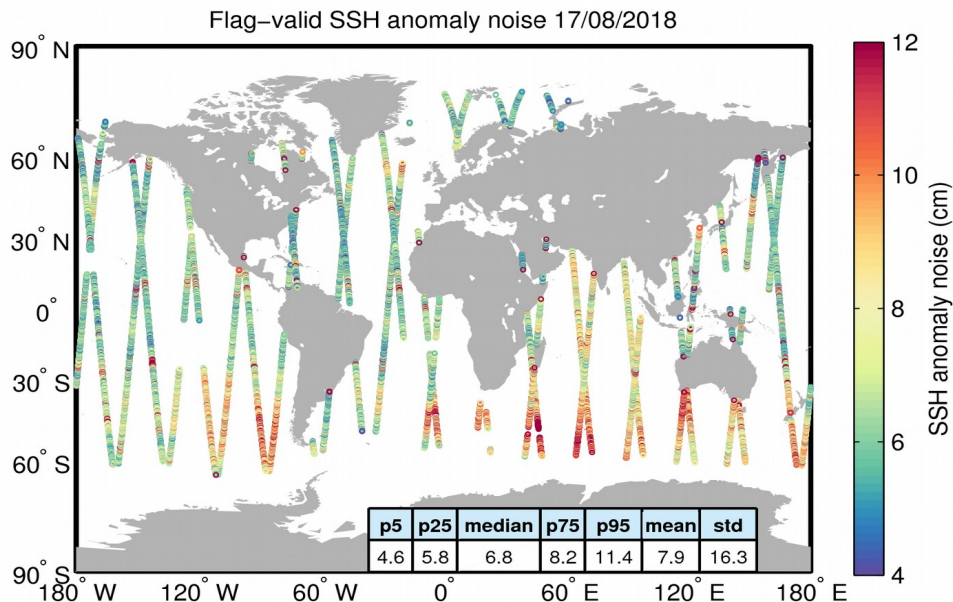 Flag−valid SSH anomaly noise 17/08/2018
90° N
60° N
30° N
0°
30° S
60° S
90° S
180° W
120° W
60° W
0°
60° E
120° E
180° E
p5 p25 median p75 p95 mean std
4.6 5.8 6.8 8.2 11.4 7.9 16.3
12
10
8
6
4
SSH anomaly noise (cm)